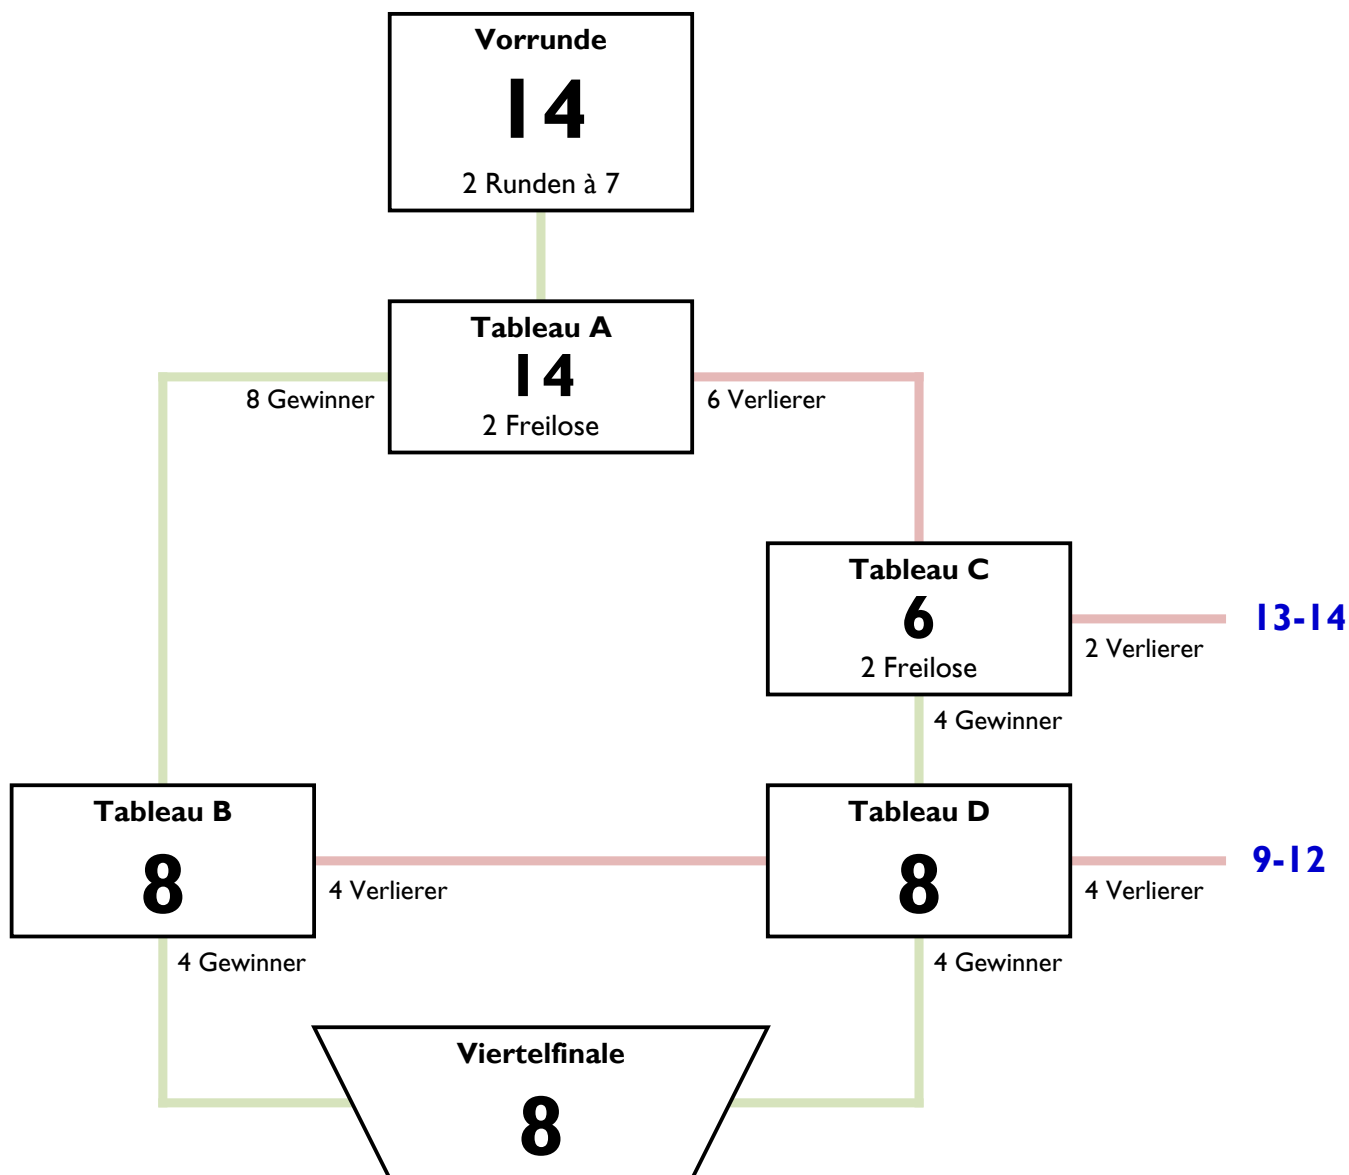 Vorrunde
14
2 Runden à 7
Tableau A
14
2 Freilose
8 Gewinner
6 Verlierer
Tableau C
6
2 Freilose
2 Verlierer
13-14
4 Gewinner
Tableau B
8
4 Verlierer
4 Gewinner
Tableau D
8
4 Verlierer
9-12
4 Gewinner
Viertelfinale
8